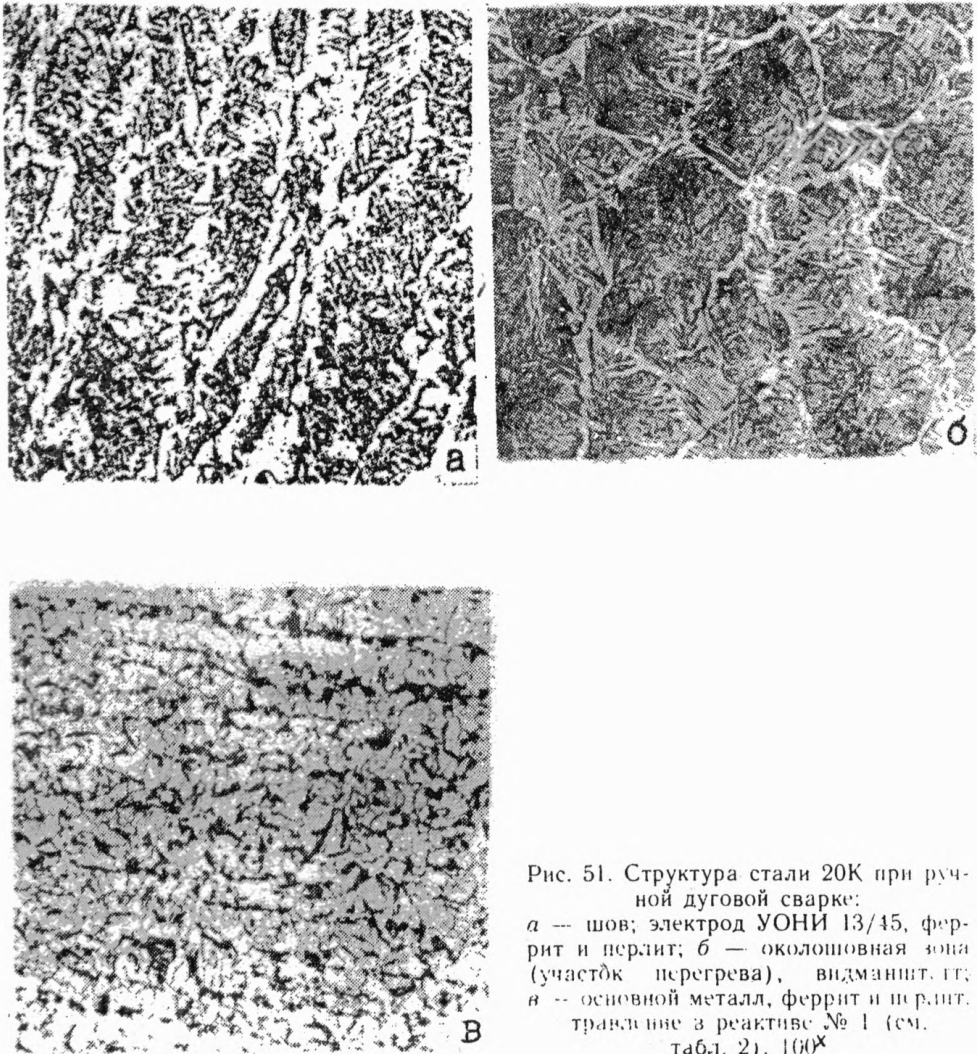 а
б
в
Рис. 51. Структура стали 20К при руч-
ной дуговой сварке:
а — шов; электрод УОНИ 13/45, фер-
рит и перлит; б — околошовная зона
(участок перегрева), видманштетт;
в — основной металл, феррит и перлит.
травление в реактиве № 1 (см.
табл. 2). 100ˣ